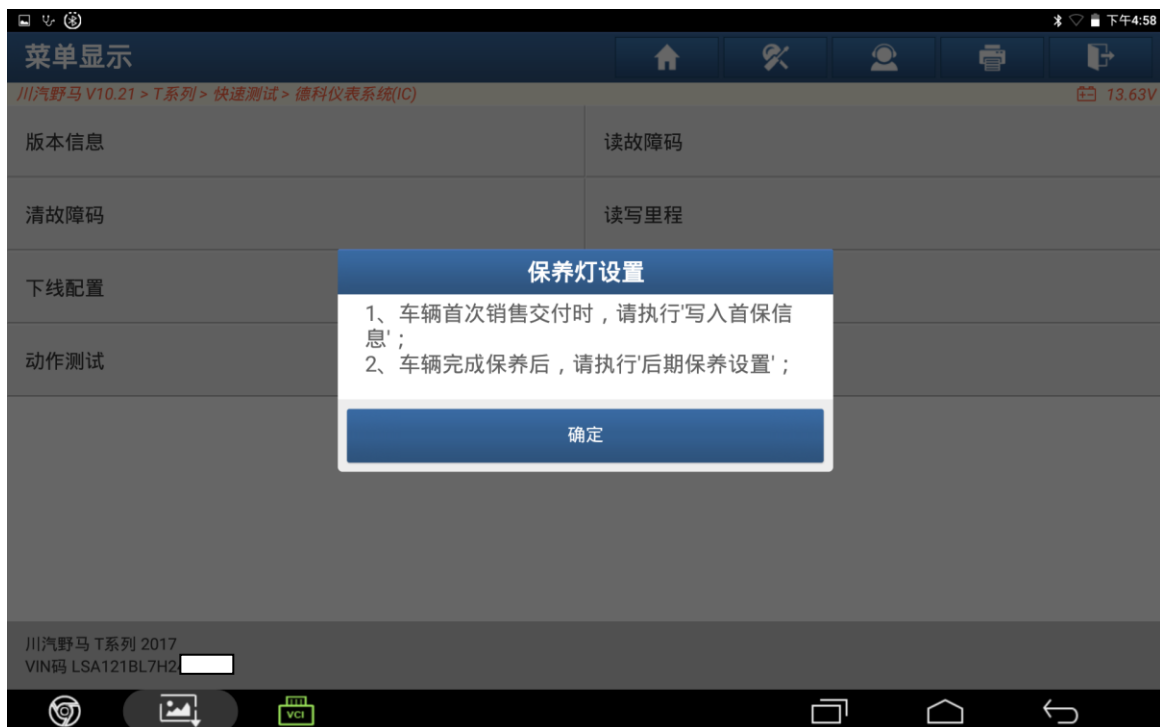 下午4:58
菜单显示
川汽野马 V10.21 > T系列 > 快速测试 > 德科仪表系统(IC)
13.63V
版本信息
读故障码
清故障码
读写里程
下线配置
动作测试
保养灯设置
1、车辆首次销售交付时，请执行'写入首保信
息'；
2、车辆完成保养后，请执行'后期保养设置'；
确定
川汽野马 T系列 2017
VIN码 LSA121BL7H2
VCI